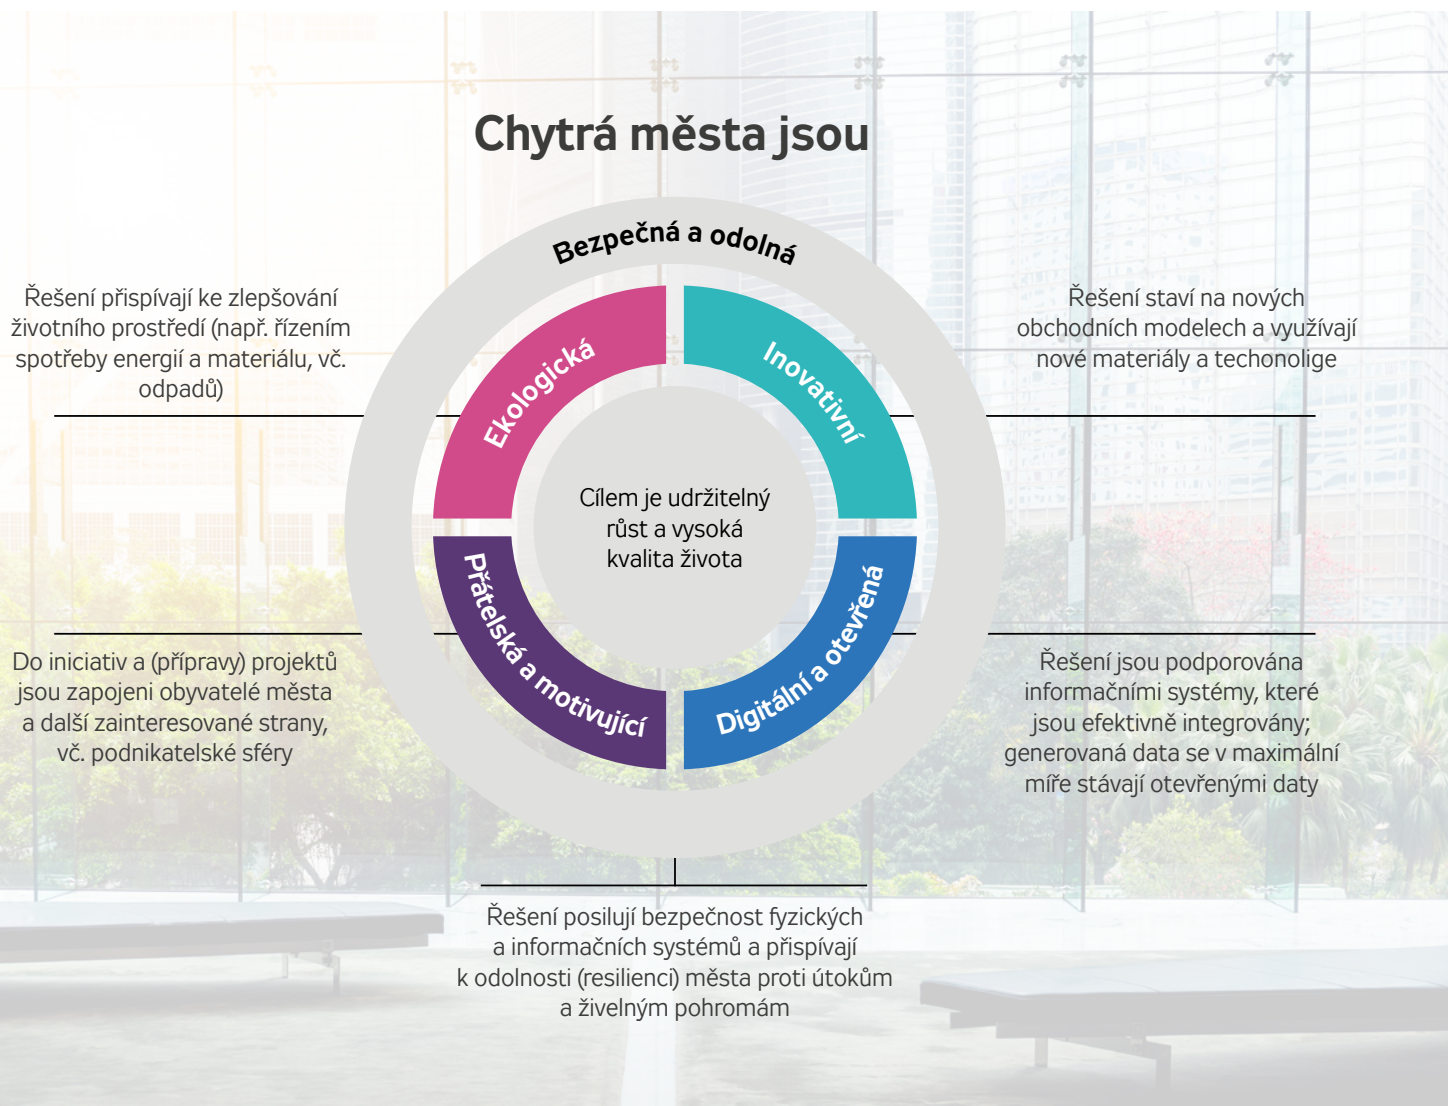 Chytrá města jsou
Bezpečná a odolná
Řešení přispívají ke zlepšování
životního prostředí (např. řízením
spotřeby energií a materiálu, vč.
odpadů)
Ekologická
Inovativní
Řešení staví na nových
obchodních modelech a využívají
nové materiály a techonolige
Cílem je udržitelný
růst a vysoká
kvalita života
Přátelská a motivující
Digitální a otevřená
Do iniciativ a (přípravy) projektů
jsou zapojeni obyvatelé města
a další zainteresované strany,
vč. podnikatelské sféry
Řešení jsou podporována
informačními systémy, které
jsou efektivně integrovány;
generovaná data se v maximální
míře stávají otevřenými daty
Řešení posilují bezpečnost fyzických
a informačních systémů a přispívají
k odolnosti (resilienci) města proti útokům
a živelným pohromám